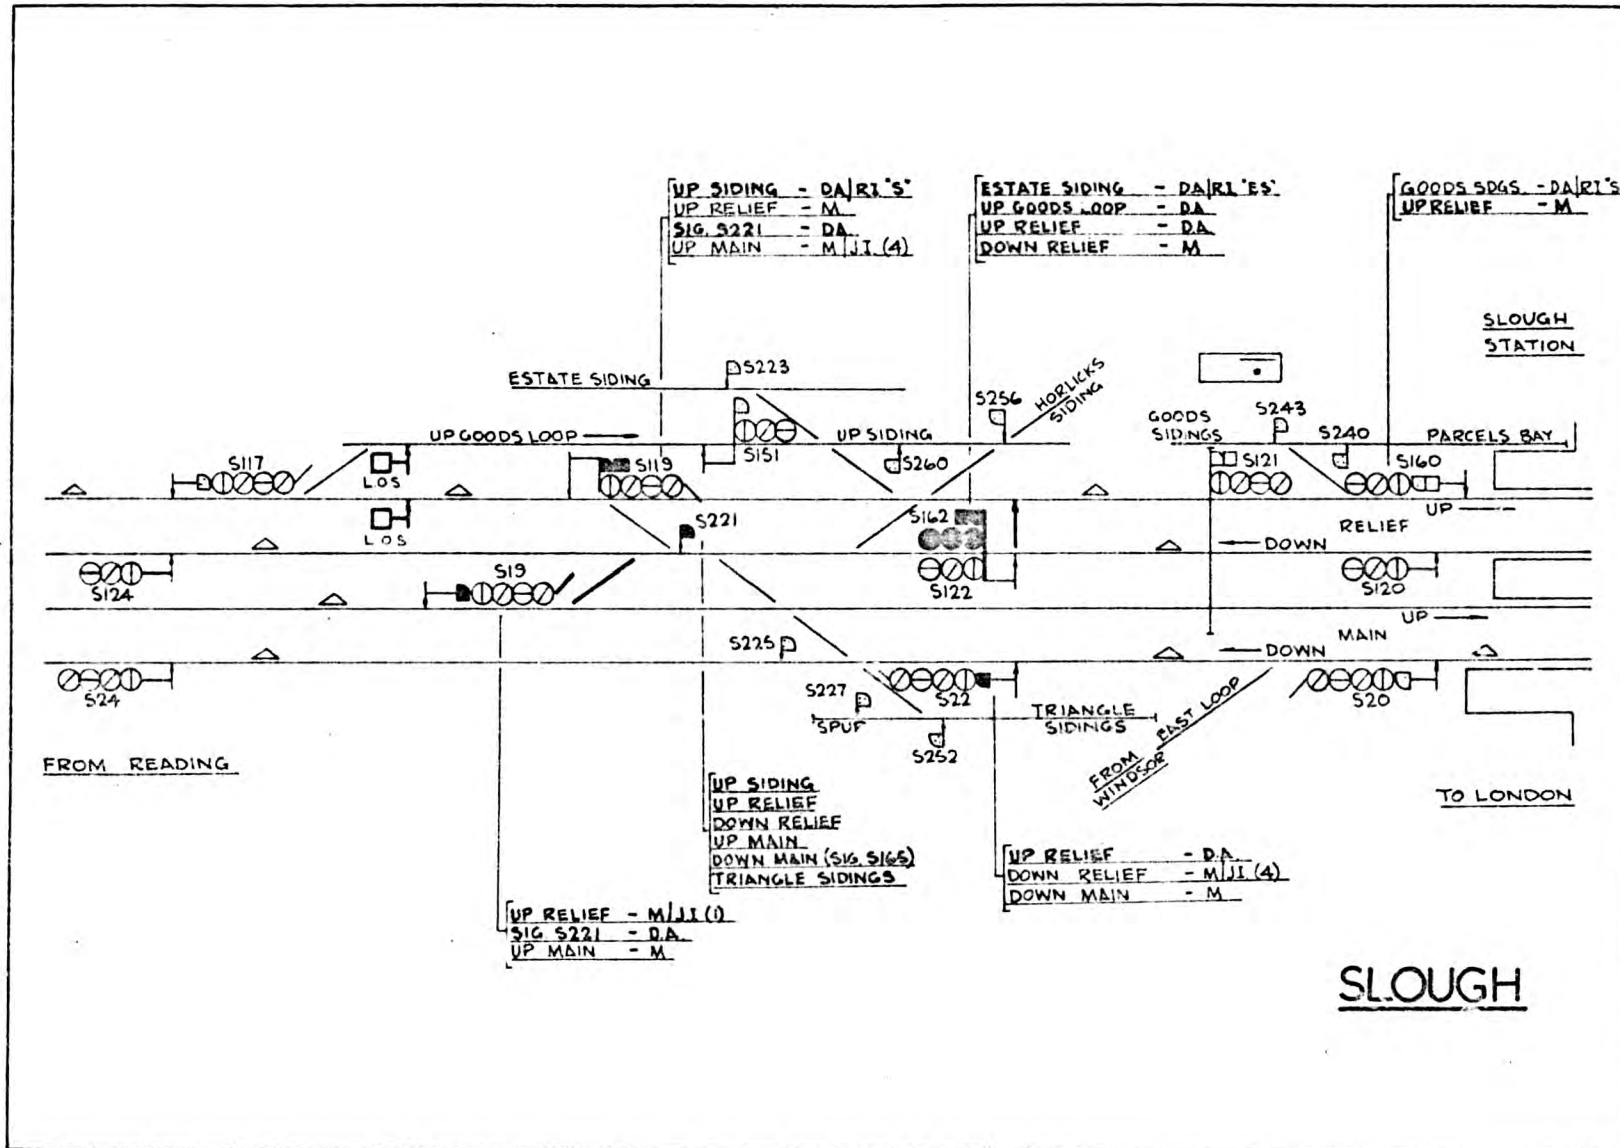 UP SIDING - DA/RI "S"
UP RELIEF - M
SIG. S221 - DA
UP MAIN - M/J.I. (4)
ESTATE SIDING - DA/RI 'ES'
UP GOODS LOOP - DA
UP RELIEF - DA
DOWN RELIEF - M
GOODS SDGS - DA/RI "S
UP RELIEF - M
SLOUGH
STATION
ESTATE SIDING
S223
S256
HORLICKS
SIDING
GOODS
SIDINGS
S243
S240
PARCELS BAY
UP GOODS LOOP
S151
UP SIDING
S260
S117
L.O.S
S119
S121
S160
L O S
S221
S162
UP
RELIEF
DOWN
S124
S19
S122
S120
UP
MAIN
DOWN
S225
S24
S227
S22
S20
SPUF
S252
TRIANGLE
SIDINGS
EAST LOOP
FROM
WINDSOR
FROM READING
TO LONDON
UP SIDING
UP RELIEF
DOWN RELIEF
UP MAIN
DOWN MAIN (SIG. S165)
TRIANGLE SIDINGS
UP RELIEF - D.A.
DOWN RELIEF - M/JI. (4)
DOWN MAIN - M
UP RELIEF - M/J.I (1)
SIG S221 - D.A.
UP MAIN - M
SLOUGH